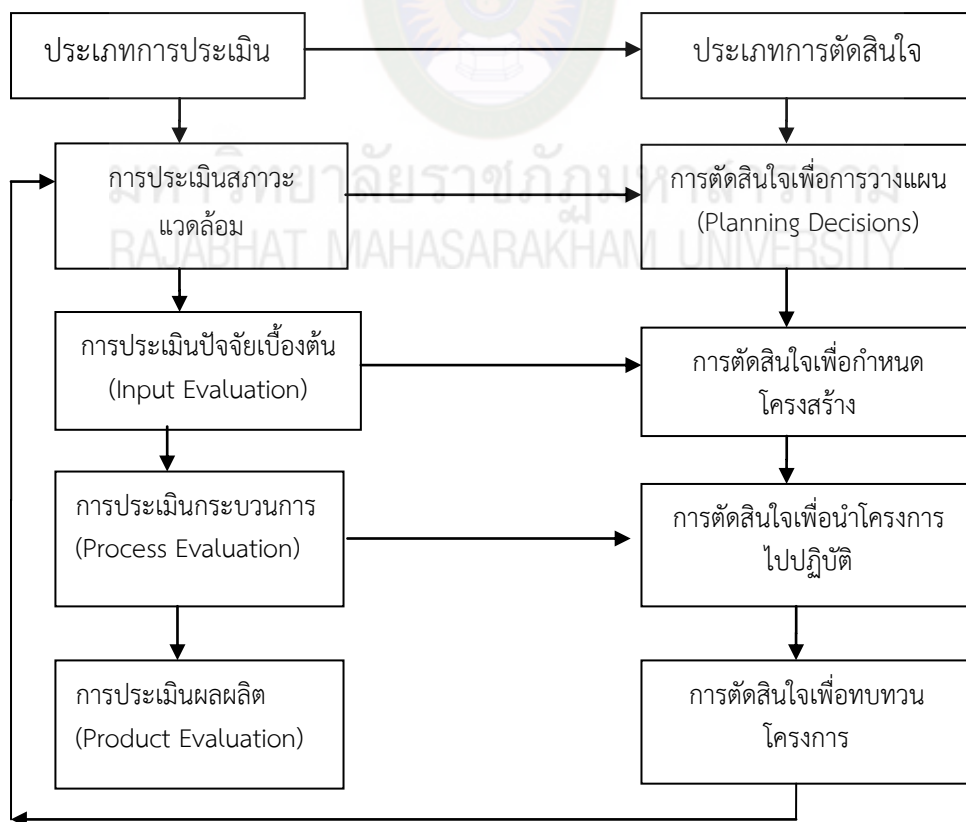 ประเภทการประเมิน
ประเภทการตัดสินใจ
มหาวิทยาลัยราชภัฏมหาสารคาม
RAJABHAT MAHASARAKHAM UNIVERSITY
การประเมินสภาวะ
แวดล้อม
การตัดสินใจเพื่อการวางแผน
(Planning Decisions)
การประเมินปัจจัยเบื้องต้น
(Input Evaluation)
การตัดสินใจเพื่อกำหนด
โครงสร้าง
การประเมินกระบวนการ
(Process Evaluation)
การตัดสินใจเพื่อนำโครงการ
ไปปฏิบัติ
การประเมินผลผลิต
(Product Evaluation)
การตัดสินใจเพื่อทบทวน
โครงการ